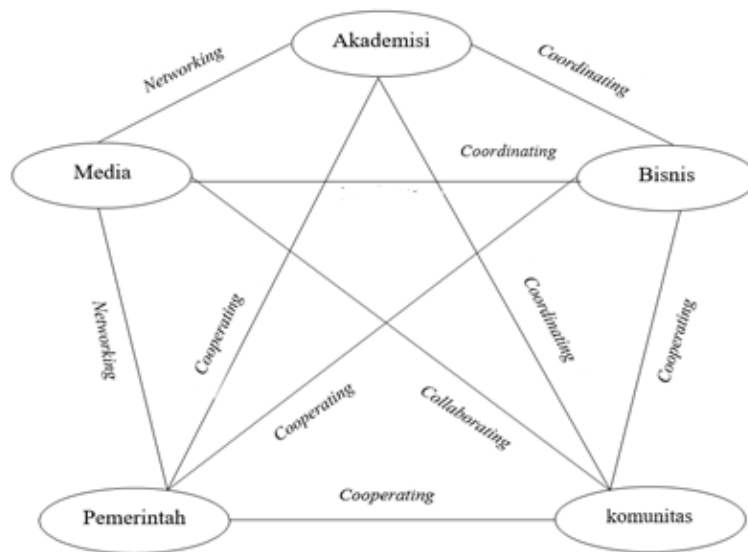 Akademisi
Networking
Coordinating
Media
Coordinating
Bisnis
Networking
Cooperating
Cooperating
Collaborating
Coordinating
Cooperating
Cooperating
Pemerintah
komunitas